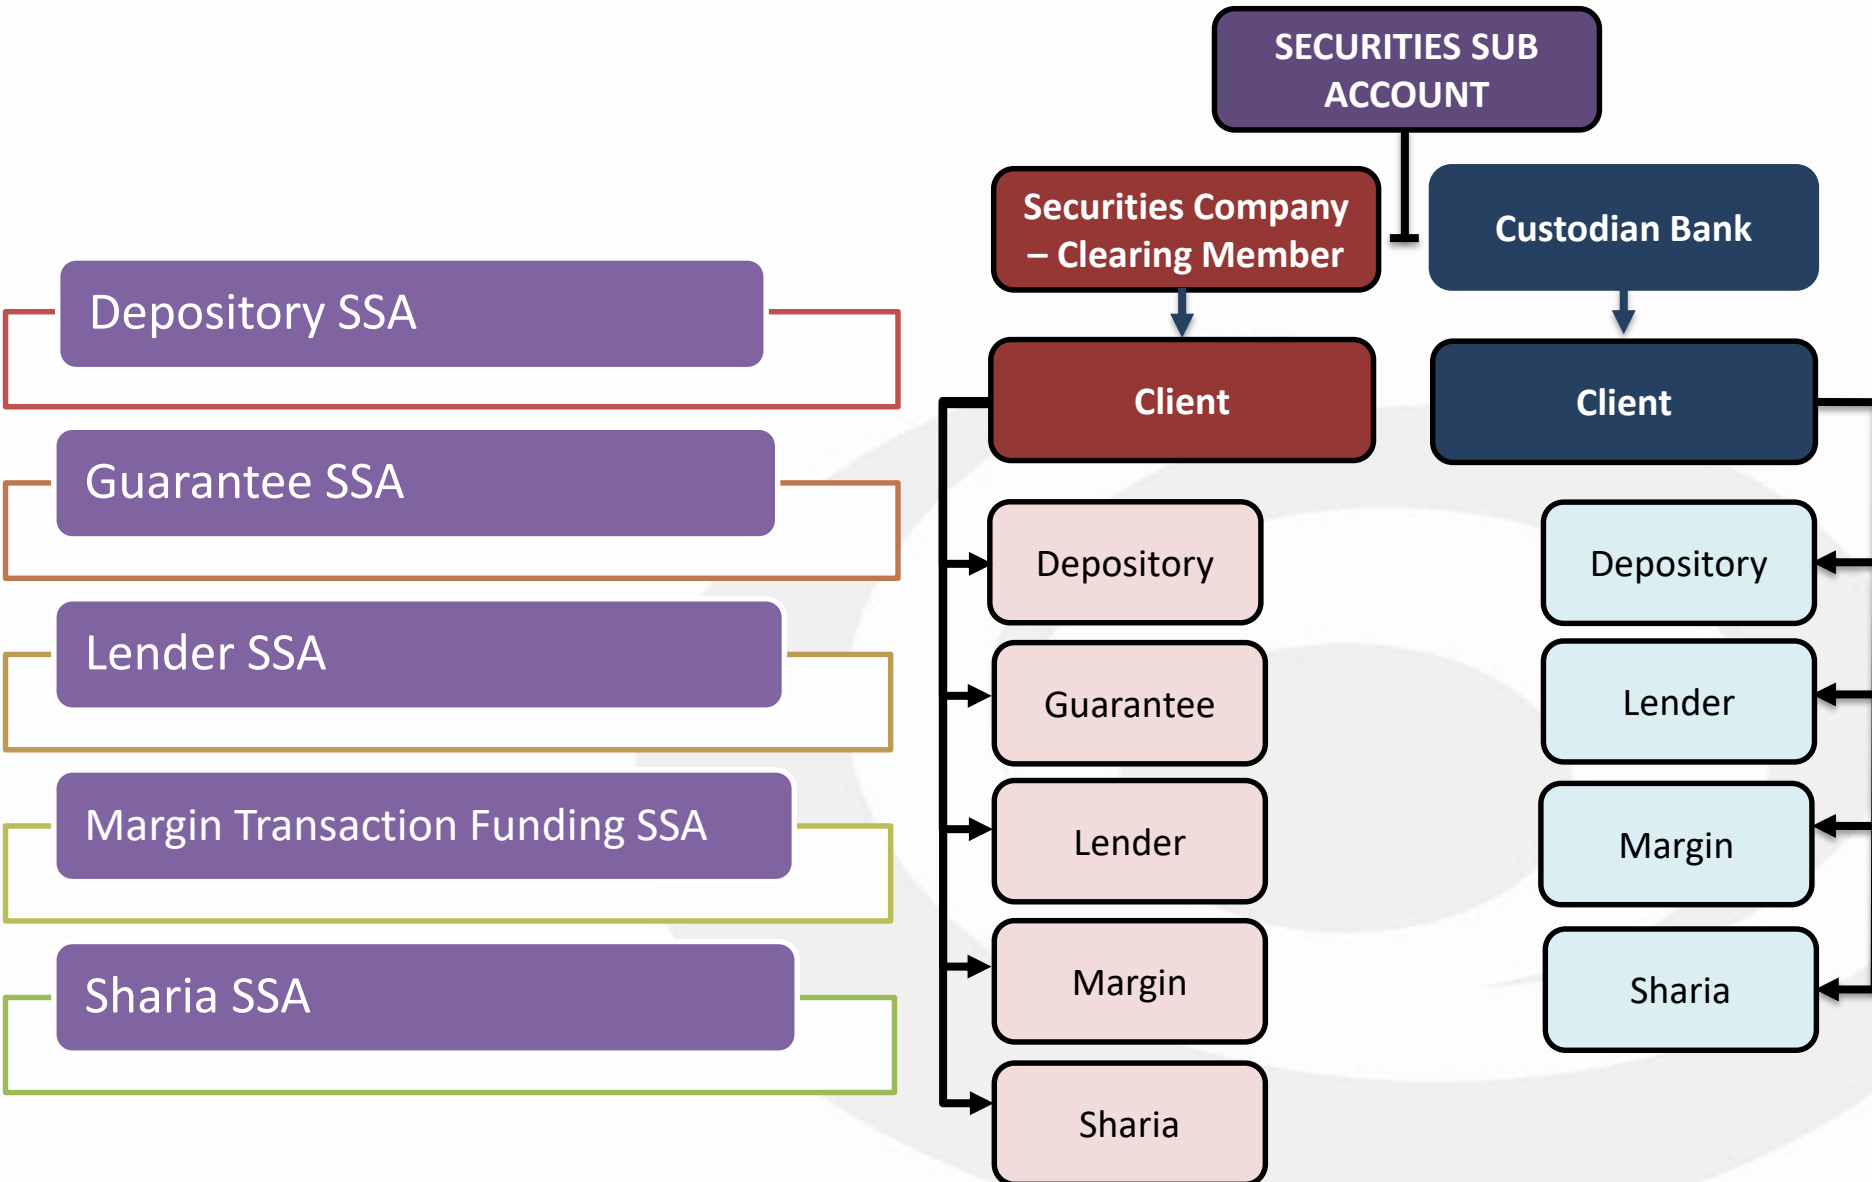 Depository SSA
Guarantee SSA
Lender SSA
Margin Transaction Funding SSA
Sharia SSA
SECURITIES SUB
ACCOUNT
Securities Company
– Clearing Member
Custodian Bank
Client
Client
Depository
Guarantee
Lender
Margin
Sharia
Depository
Lender
Margin
Sharia